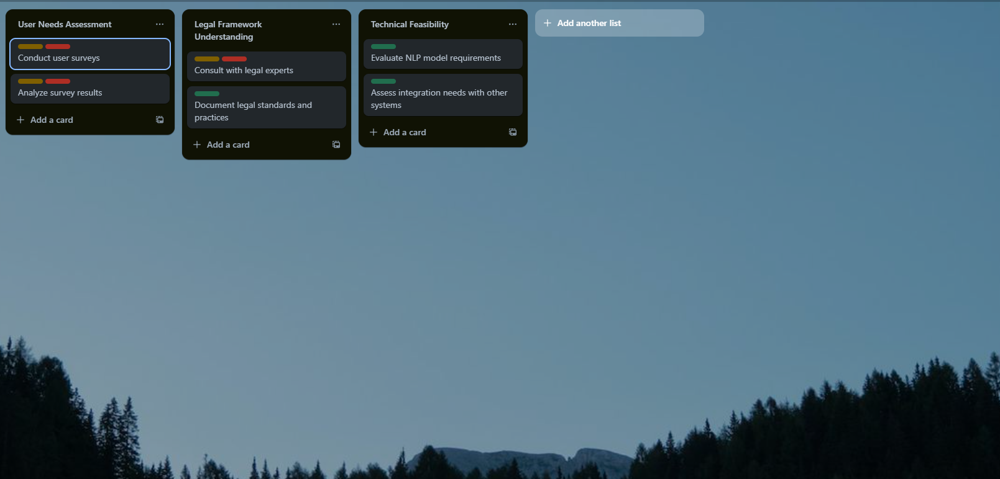 User Needs Assessment
Conduct user surveys
Analyze survey results
Add a card
Legal Framework
Understanding
Consult with legal experts
Document legal standards and
practices
Add a card
Technical Feasibility
Evaluate NLP model requirements
Assess integration needs with other
systems
Add a card
Add another list